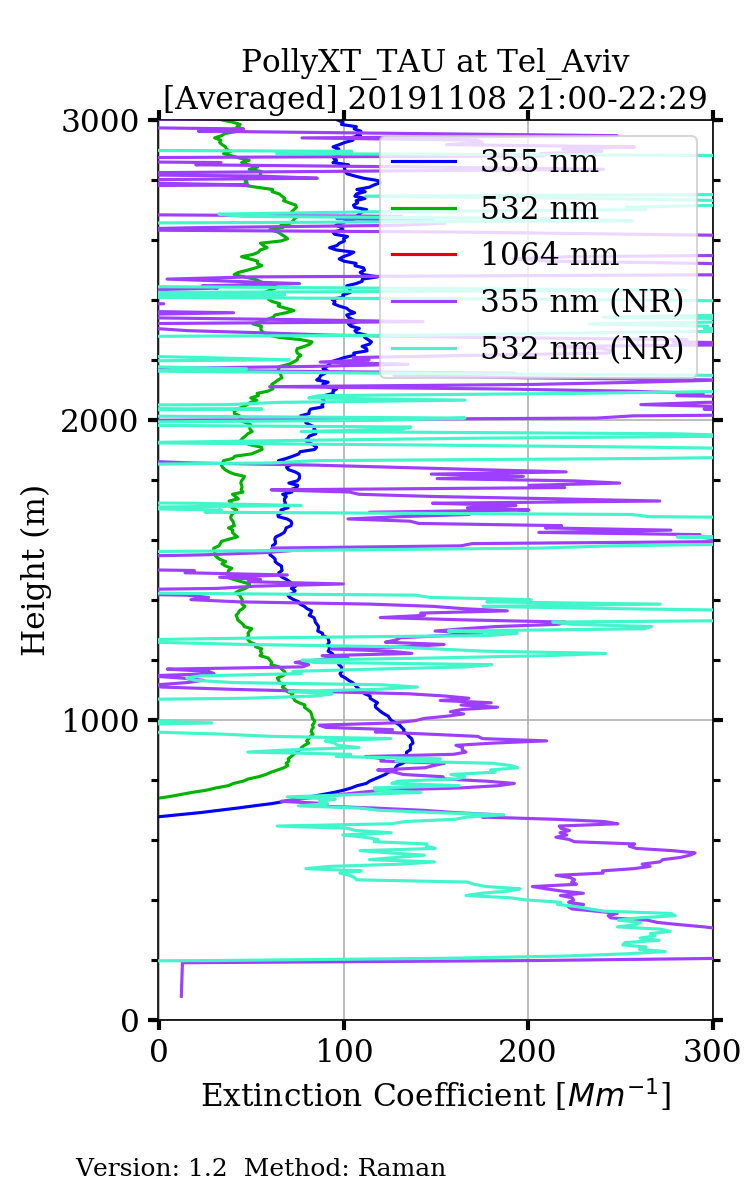 PollyXT_TAU at Tel_Aviv
[Averaged] 20191108 21:00-22:29
3000
2000
1000
0
0 100 200 300
Height (m)
Extinction Coefficient [Mm⁻¹]
355 nm
532 nm
1064 nm
355 nm (NR)
532 nm (NR)
Version: 1.2 Method: Raman